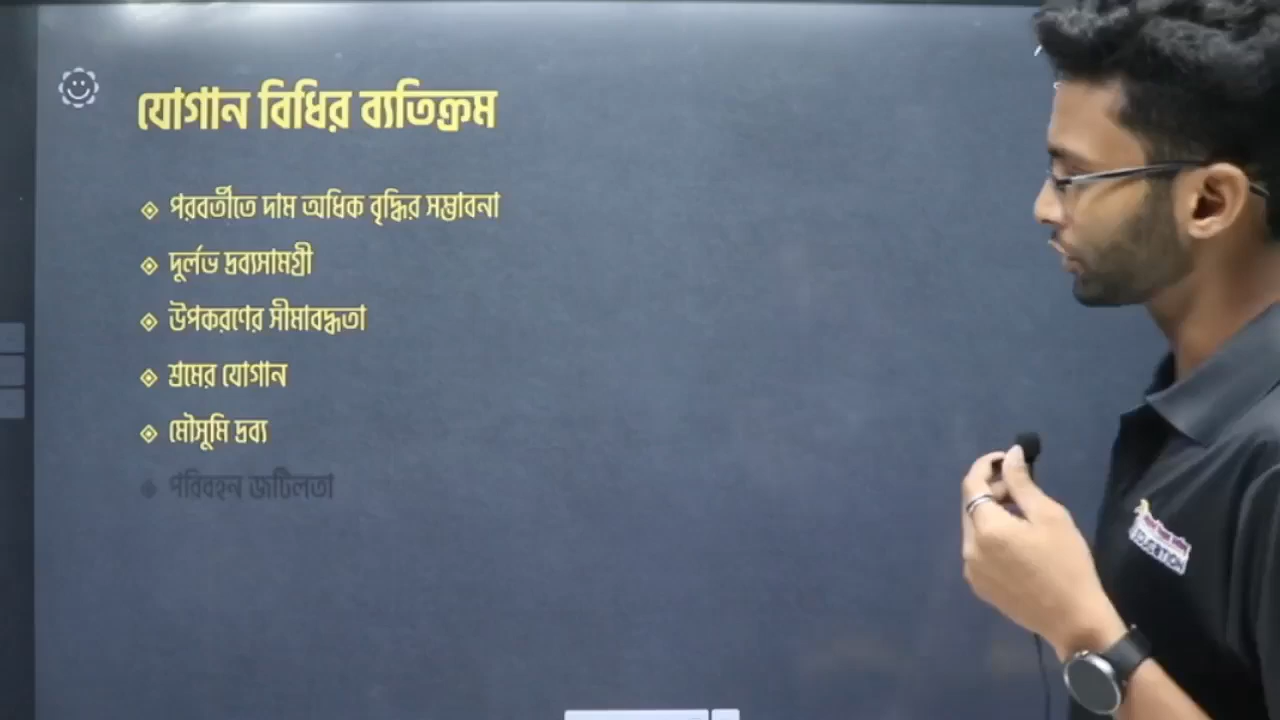 যোগান বিধির ব্যতিক্রম
পরবর্তীতে দাম অধিক বৃদ্ধির সম্ভাবনা
দুর্লভ দ্রব্যসামগ্রী
উপকরণের সীমাবদ্ধতা
শ্রমের যোগান
মৌসুমি দ্রব্য
পরিবহন জটিলতা
EDUCATION